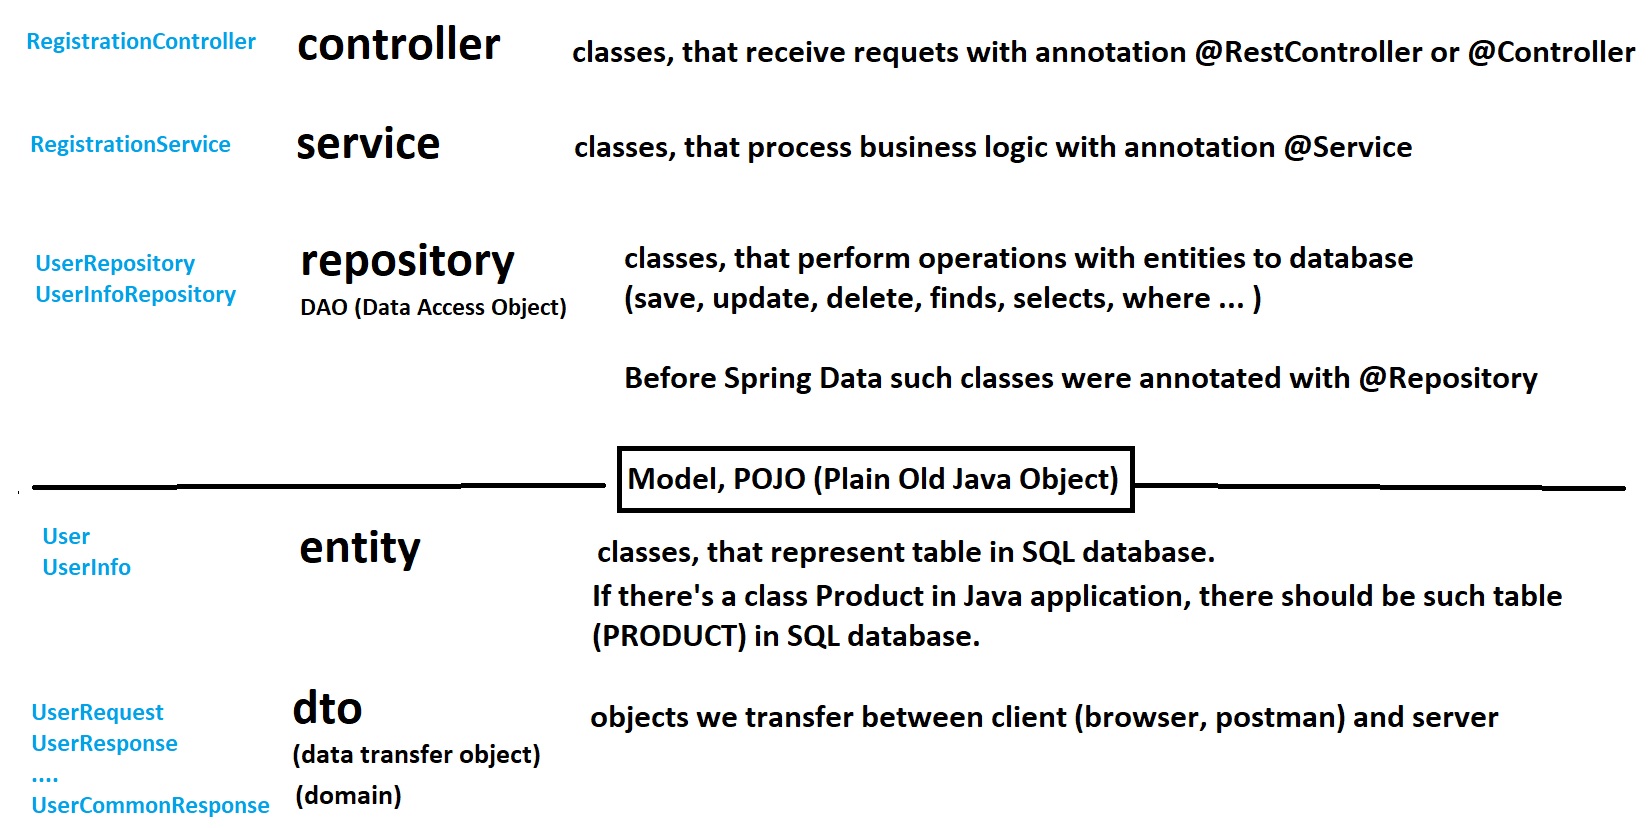 RegistrationController controller classes, that receive requets with annotation @RestController or @Controller
RegistrationService service classes, that process business logic with annotation @Service
UserRepository
UserInfoRepository
repository
DAO (Data Access Object)
classes, that perform operations with entities to database
(save, update, delete, finds, selects, where ... )
Before Spring Data such classes were annotated with @Repository
Model, POJO (Plain Old Java Object)
User
UserInfo
entity
classes, that represent table in SQL database.
If there's a class Product in Java application, there should be such table
(PRODUCT) in SQL database.
UserRequest
UserResponse
....
UserCommonResponse
dto
(data transfer object)
(domain)
objects we transfer between client (browser, postman) and server